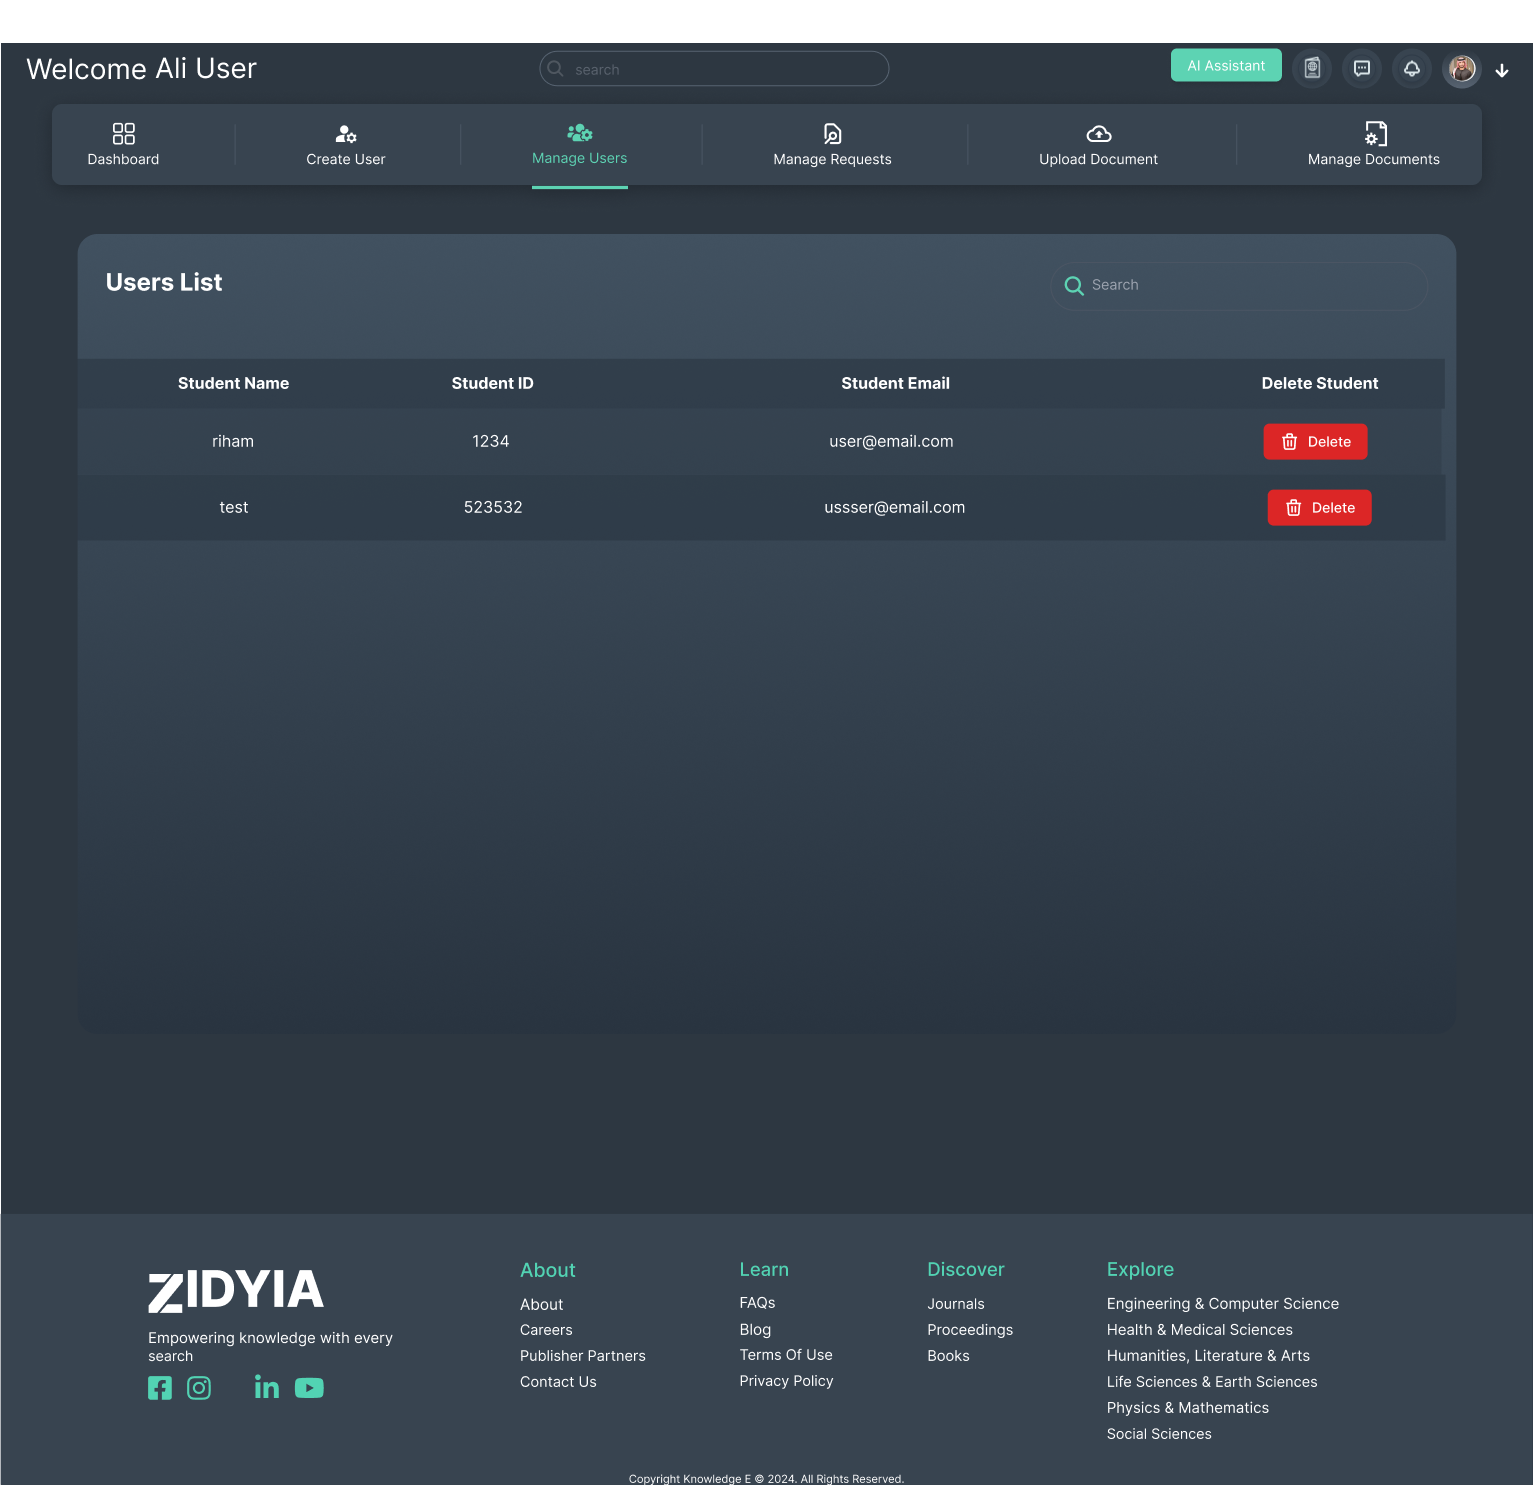 Welcome Ali User
search
AI Assistant
Dashboard
Create User
Manage Users
Manage Requests
Upload Document
Manage Documents
Users List
Search
Student Name Student ID Student Email Delete Student
riham 1234 user@email.com Delete
test 523532 ussser@email.com Delete
ZIDYIA
Empowering knowledge with every
search
About
About
Careers
Publisher Partners
Contact Us
Learn
FAQs
Blog
Terms Of Use
Privacy Policy
Discover
Journals
Proceedings
Books
Explore
Engineering & Computer Science
Health & Medical Sciences
Humanities, Literature & Arts
Life Sciences & Earth Sciences
Physics & Mathematics
Social Sciences
Copyright Knowledge E © 2024. All Rights Reserved.